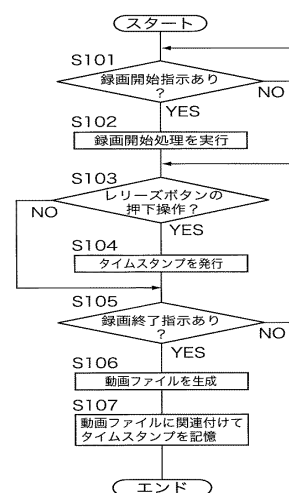 スタート
S101
録画開始指示あり
?
NO
YES
S102
録画開始処理を実行
S103
レリーズボタンの
押下操作?
NO
YES
S104
タイムスタンプを発行
S105
録画終了指示あり
?
NO
YES
S106
動画ファイルを生成
S107
動画ファイルに関連付けて
タイムスタンプを記憶
エンド